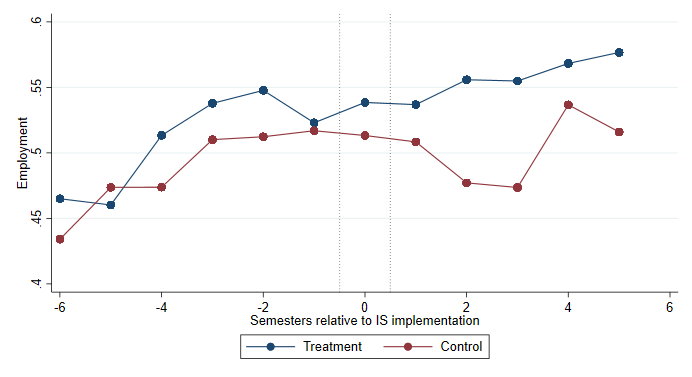 .6
.55
.5
.45
.4
Employment
-6 -4 -2 0 2 4 6
Semesters relative to IS implementation
Treatment Control